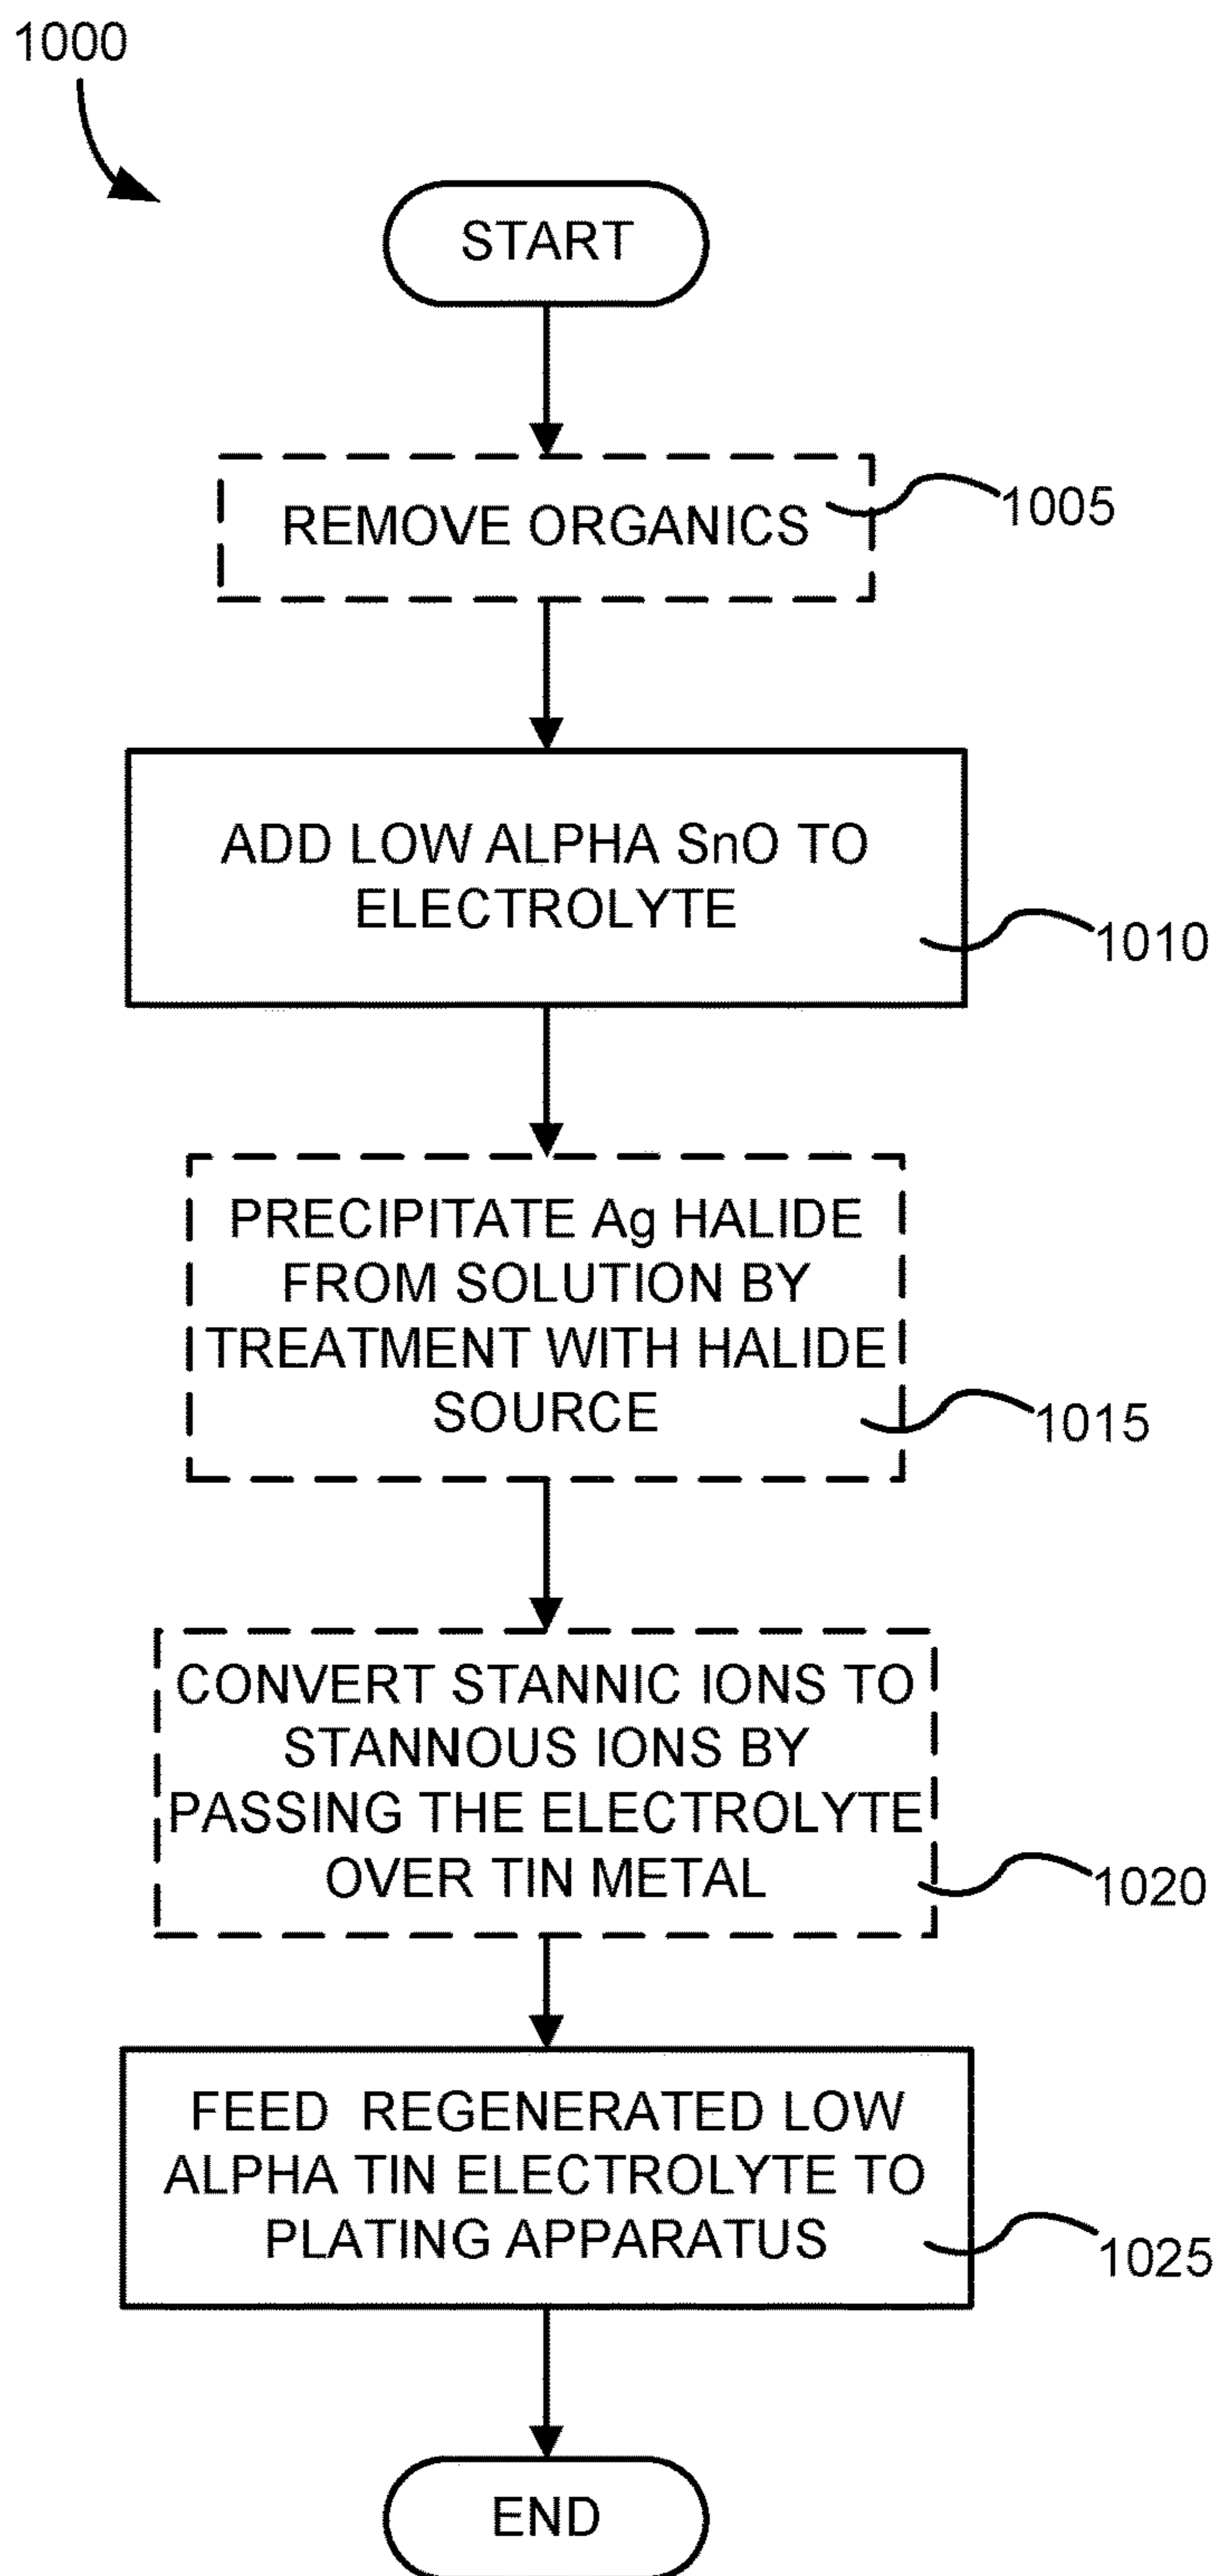 1000
START
REMOVE ORGANICS
1005
ADD LOW ALPHA SnO TO
ELECTROLYTE
1010
PRECIPITATE Ag HALIDE
FROM SOLUTION BY
TREATMENT WITH HALIDE
SOURCE
1015
CONVERT STANNIC IONS TO
STANNOUS IONS BY
PASSING THE ELECTROLYTE
OVER TIN METAL
1020
FEED REGENERATED LOW
ALPHA TIN ELECTROLYTE TO
PLATING APPARATUS
1025
END